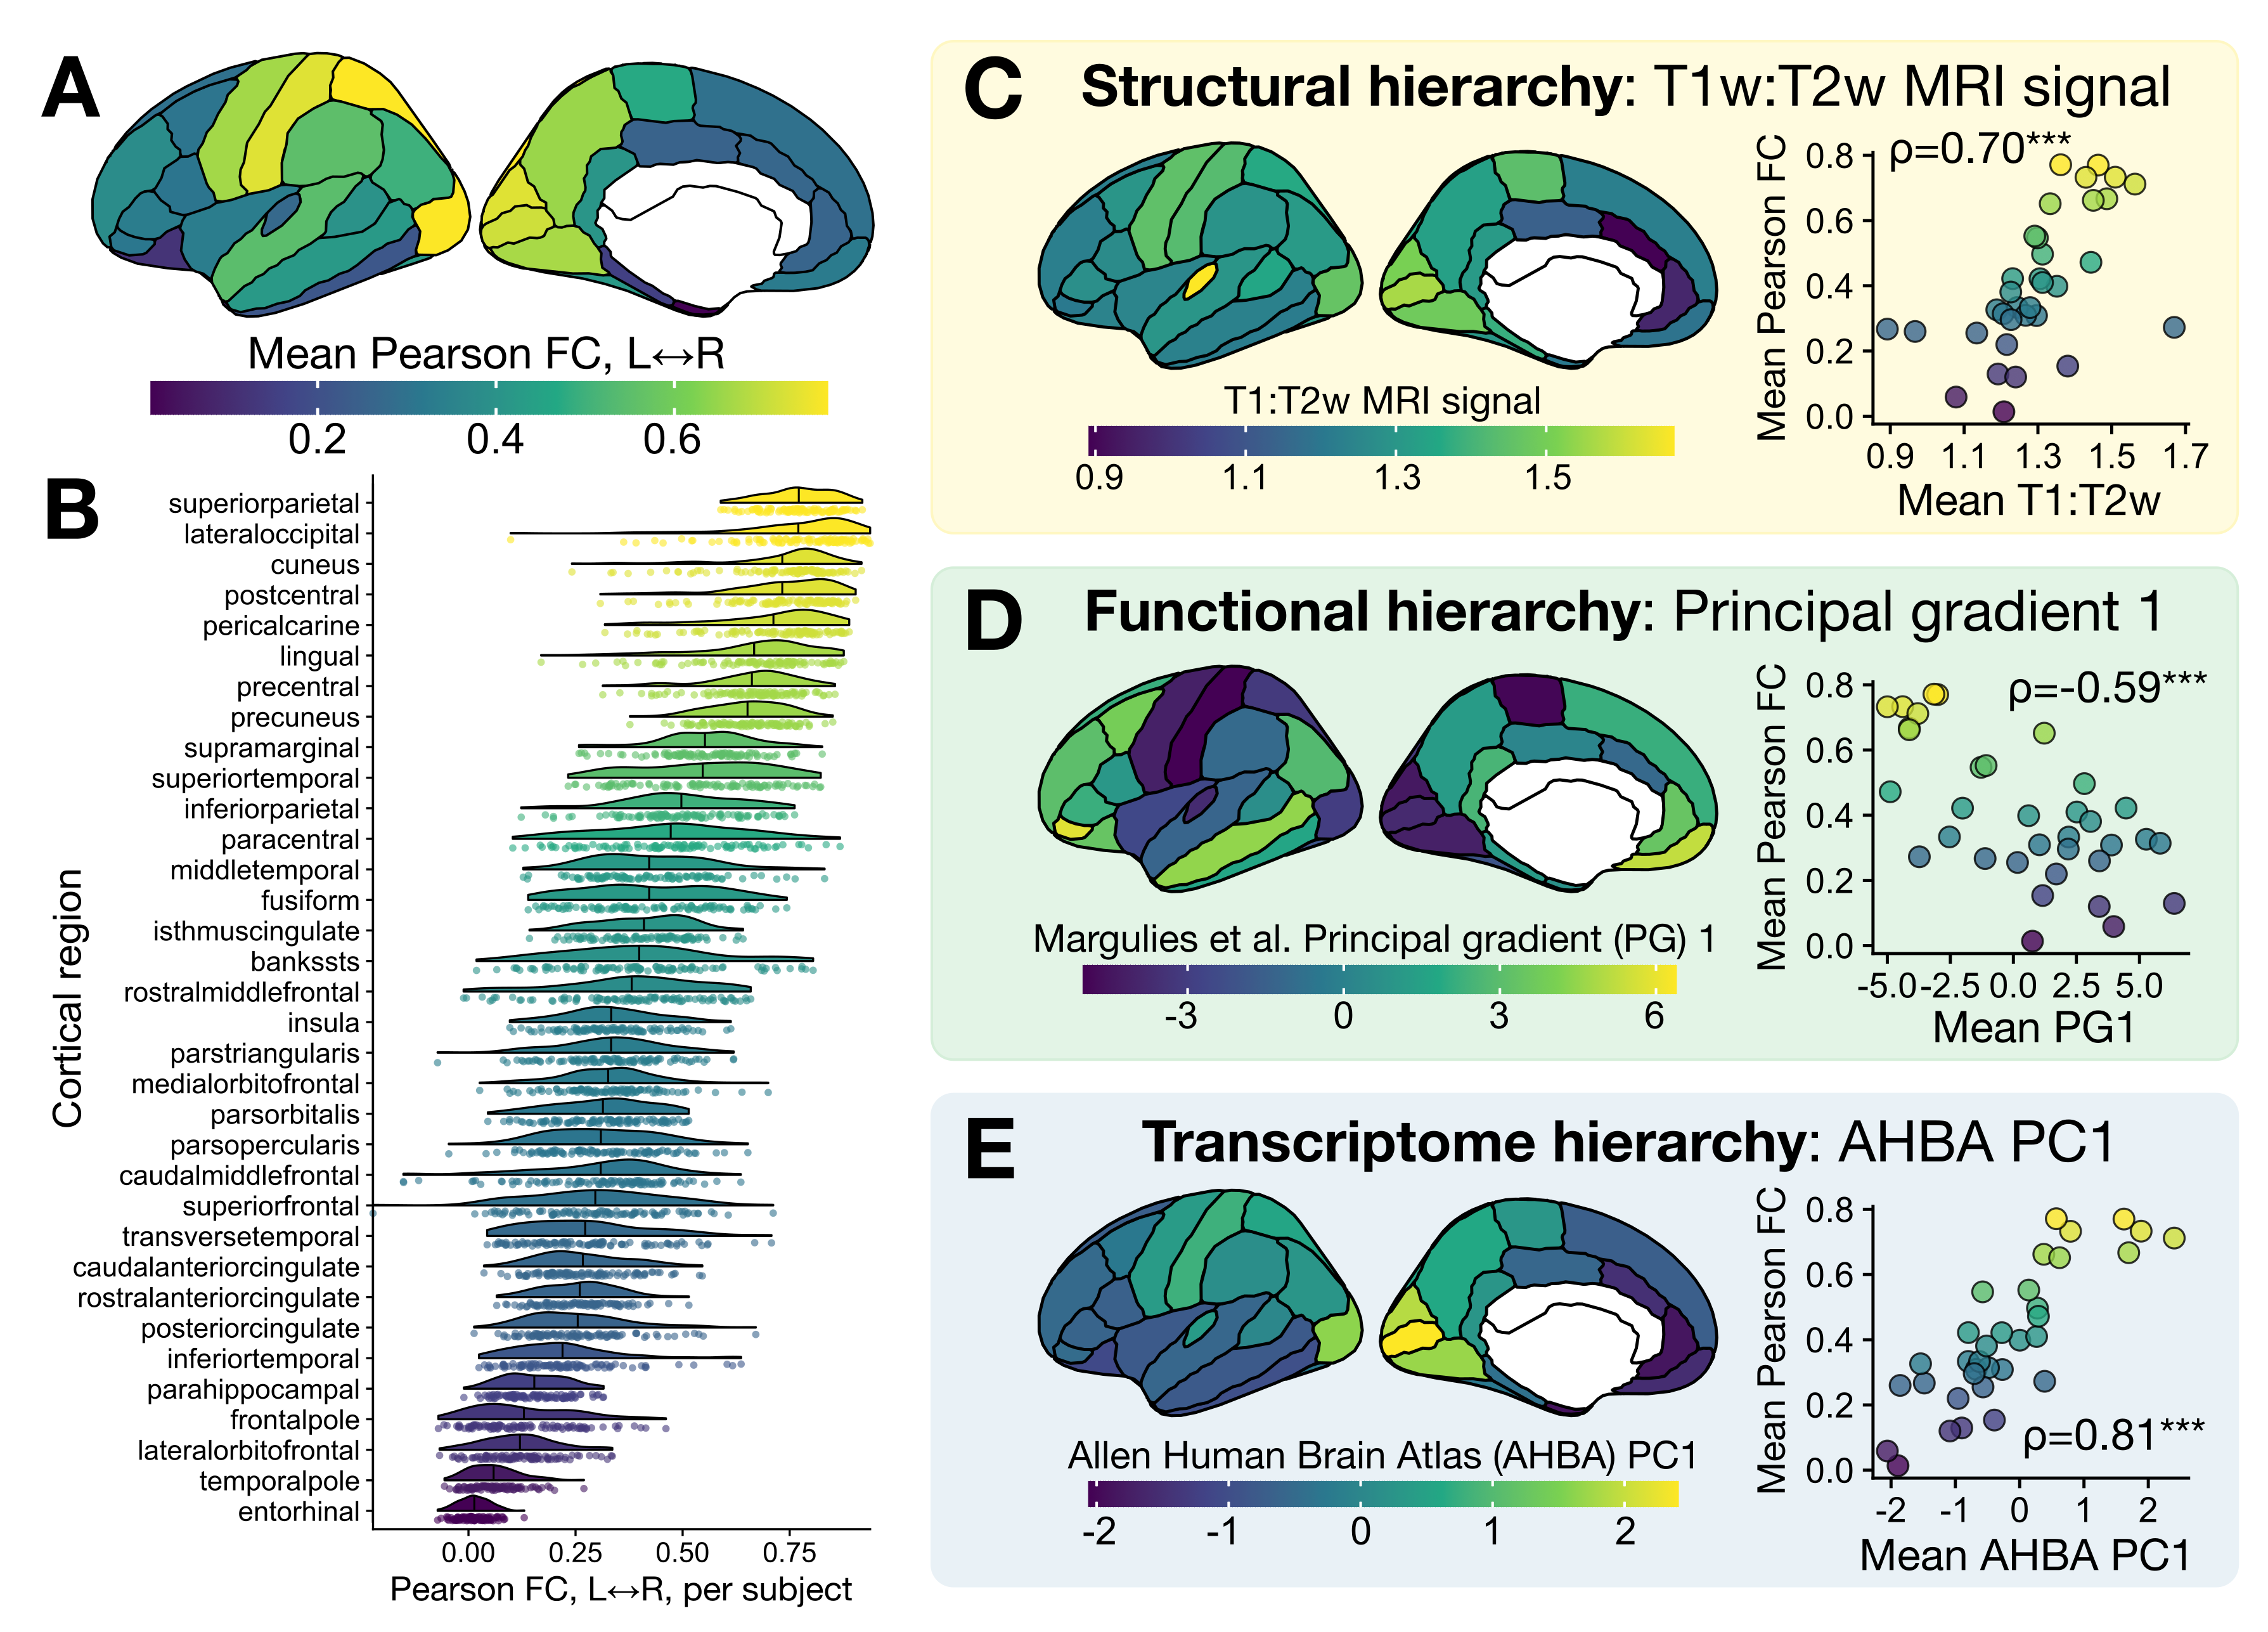 A
Mean Pearson FC, L↔R
0.2 0.4 0.6
B
Cortical region
superiorparietal
lateraloccipital
cuneus
postcentral
pericalcarine
lingual
precentral
precuneus
supramarginal
superiortemporal
inferiorparietal
paracentral
middletemporal
fusiform
isthmuscingulate
bankssts
rostralmiddlefrontal
insula
parstriangularis
medialorbitofrontal
parsorbitalis
parsopercularis
caudalmiddlefrontal
superiorfrontal
transversetemporal
caudalanteriorcingulate
rostralanteriorcingulate
posteriorcingulate
inferiortemporal
parahippocampal
frontalpole
lateralorbitofrontal
temporalpole
entorhinal
0.00 0.25 0.50 0.75
Pearson FC, L↔R, per subject
C Structural hierarchy: T1w:T2w MRI signal
T1:T2w MRI signal
0.9 1.1 1.3 1.5
Mean Pearson FC
ρ=0.70***
0.8
0.6
0.4
0.2
0.0
0.9 1.1 1.3 1.5 1.7
Mean T1:T2w
D Functional hierarchy: Principal gradient 1
Margulies et al. Principal gradient (PG) 1
-3 0 3 6
Mean Pearson FC
ρ=-0.59***
0.8
0.6
0.4
0.2
0.0
-5.0 -2.5 0.0 2.5 5.0
Mean PG1
E Transcriptome hierarchy: AHBA PC1
Allen Human Brain Atlas (AHBA) PC1
-2 -1 0 1 2
Mean Pearson FC
0.8
0.6
0.4
0.2
0.0
ρ=0.81***
-2 -1 0 1 2
Mean AHBA PC1